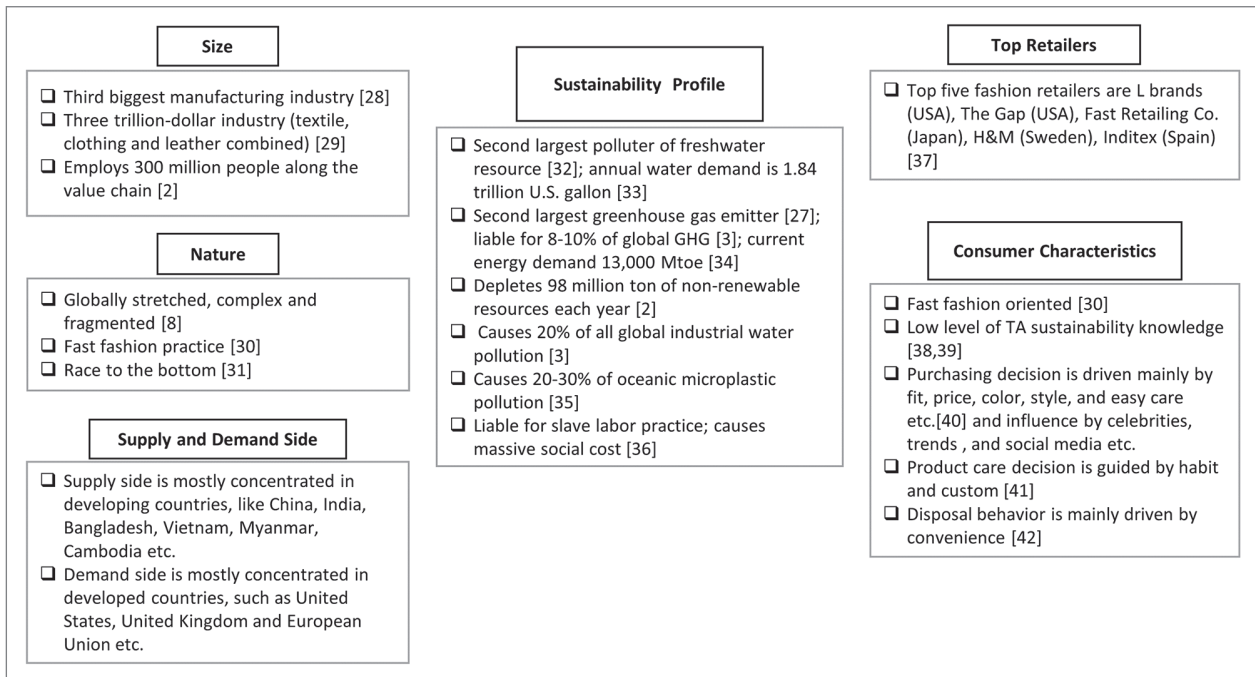 Size
❑ Third biggest manufacturing industry [28]
❑ Three trillion-dollar industry (textile,
clothing and leather combined) [29]
❑ Employs 300 million people along the
value chain [2]
Nature
❑ Globally stretched, complex and
fragmented [8]
❑ Fast fashion practice [30]
❑ Race to the bottom [31]
Supply and Demand Side
❑ Supply side is mostly concentrated in
developing countries, like China, India,
Bangladesh, Vietnam, Myanmar,
Cambodia etc.
❑ Demand side is mostly concentrated in
developed countries, such as United
States, United Kingdom and European
Union etc.
Sustainability Profile
❑ Second largest polluter of freshwater
resource [32]; annual water demand is 1.84
trillion U.S. gallon [33]
❑ Second largest greenhouse gas emitter [27];
liable for 8-10% of global GHG [3]; current
energy demand 13,000 Mtoe [34]
❑ Depletes 98 million ton of non-renewable
resources each year [2]
❑ Causes 20% of all global industrial water
pollution [3]
❑ Causes 20-30% of oceanic microplastic
pollution [35]
❑ Liable for slave labor practice; causes
massive social cost [36]
Top Retailers
❑ Top five fashion retailers are L brands
(USA), The Gap (USA), Fast Retailing Co.
(Japan), H&M (Sweden), Inditex (Spain)
[37]
Consumer Characteristics
❑ Fast fashion oriented [30]
❑ Low level of TA sustainability knowledge
[38,39]
❑ Purchasing decision is driven mainly by
fit, price, color, style, and easy care
etc.[40] and influence by celebrities,
trends , and social media etc.
❑ Product care decision is guided by habit
and custom [41]
❑ Disposal behavior is mainly driven by
convenience [42]